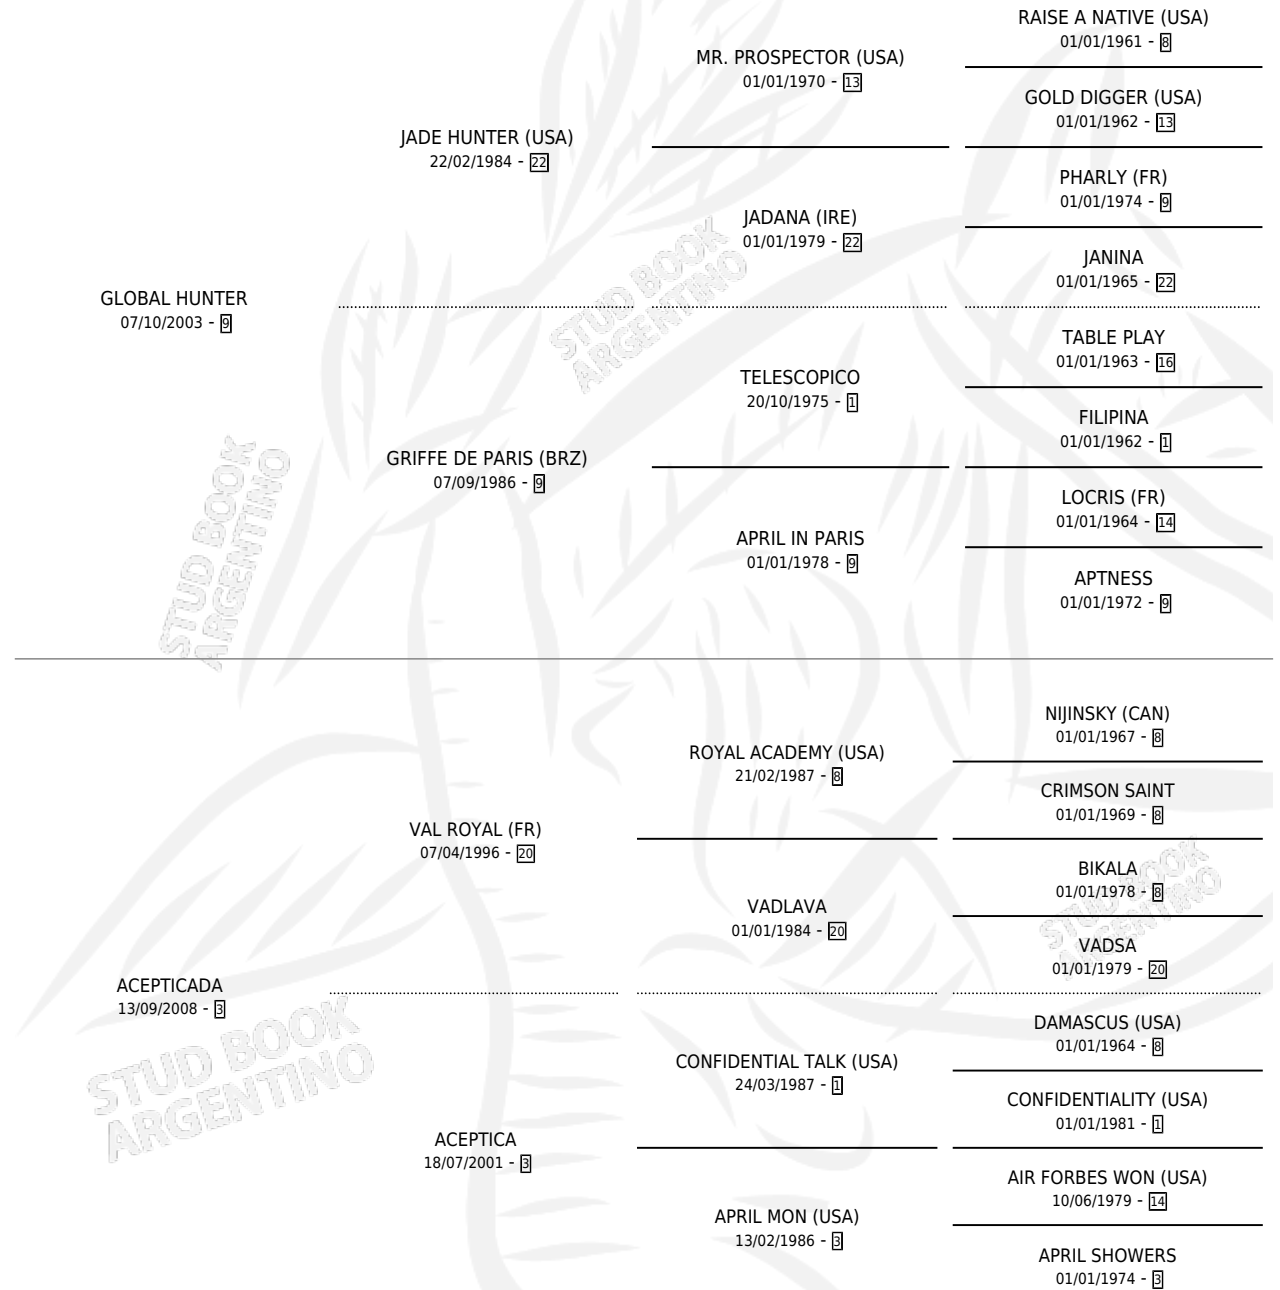 RAISE A NATIVE (USA)
01/01/1961 - 8
MR. PROSPECTOR (USA)
01/01/1970 - 13
GOLD DIGGER (USA)
01/01/1962 - 13
JADE HUNTER (USA)
22/02/1984 - 22
PHARLY (FR)
01/01/1974 - 9
JADANA (IRE)
01/01/1979 - 22
JANINA
01/01/1965 - 22
GLOBAL HUNTER
07/10/2003 - 9
TABLE PLAY
01/01/1963 - 16
TELESCOPICO
20/10/1975 - 1
FILIPINA
01/01/1962 - 1
GRIFFE DE PARIS (BRZ)
07/09/1986 - 9
LOCRIS (FR)
01/01/1964 - 14
APRIL IN PARIS
01/01/1978 - 9
APTNESS
01/01/1972 - 9
NIJINSKY (CAN)
01/01/1967 - 8
ROYAL ACADEMY (USA)
21/02/1987 - 8
CRIMSON SAINT
01/01/1969 - 8
VAL ROYAL (FR)
07/04/1996 - 20
BIKALA
01/01/1978 - 8
VADLAVA
01/01/1984 - 20
VADSA
01/01/1979 - 20
ACEPTICADA
13/09/2008 - 3
DAMASCUS (USA)
01/01/1964 - 8
CONFIDENTIAL TALK (USA)
24/03/1987 - 1
CONFIDENTIALITY (USA)
01/01/1981 - 1
ACEPTICA
18/07/2001 - 3
AIR FORBES WON (USA)
10/06/1979 - 14
APRIL MON (USA)
13/02/1986 - 3
APRIL SHOWERS
01/01/1974 - 3
STUD BOOK
ARGENTINO
STUD BOOK
ARGENTINO
STUD BOOK
ARGENTINO
STUD BOOK
ARGENTINO